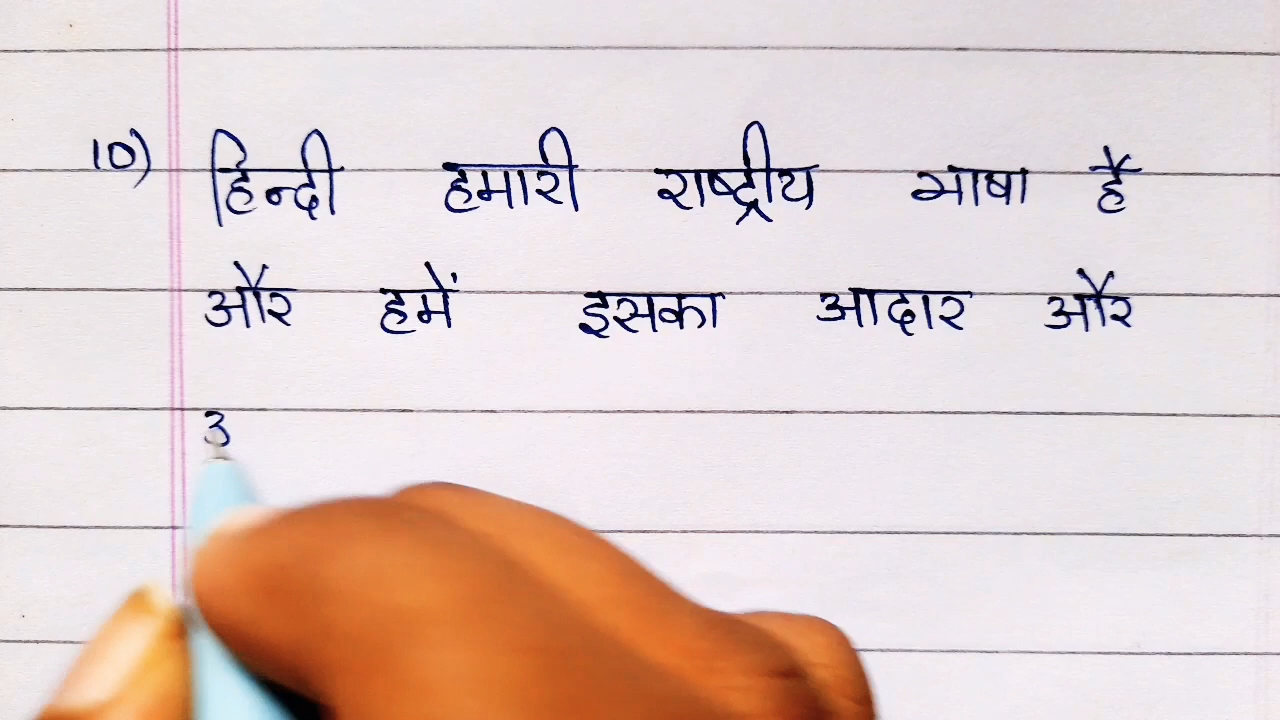 10) हिन्दी हमारी राष्ट्रीय भाषा है
और हमें इसका आदार और